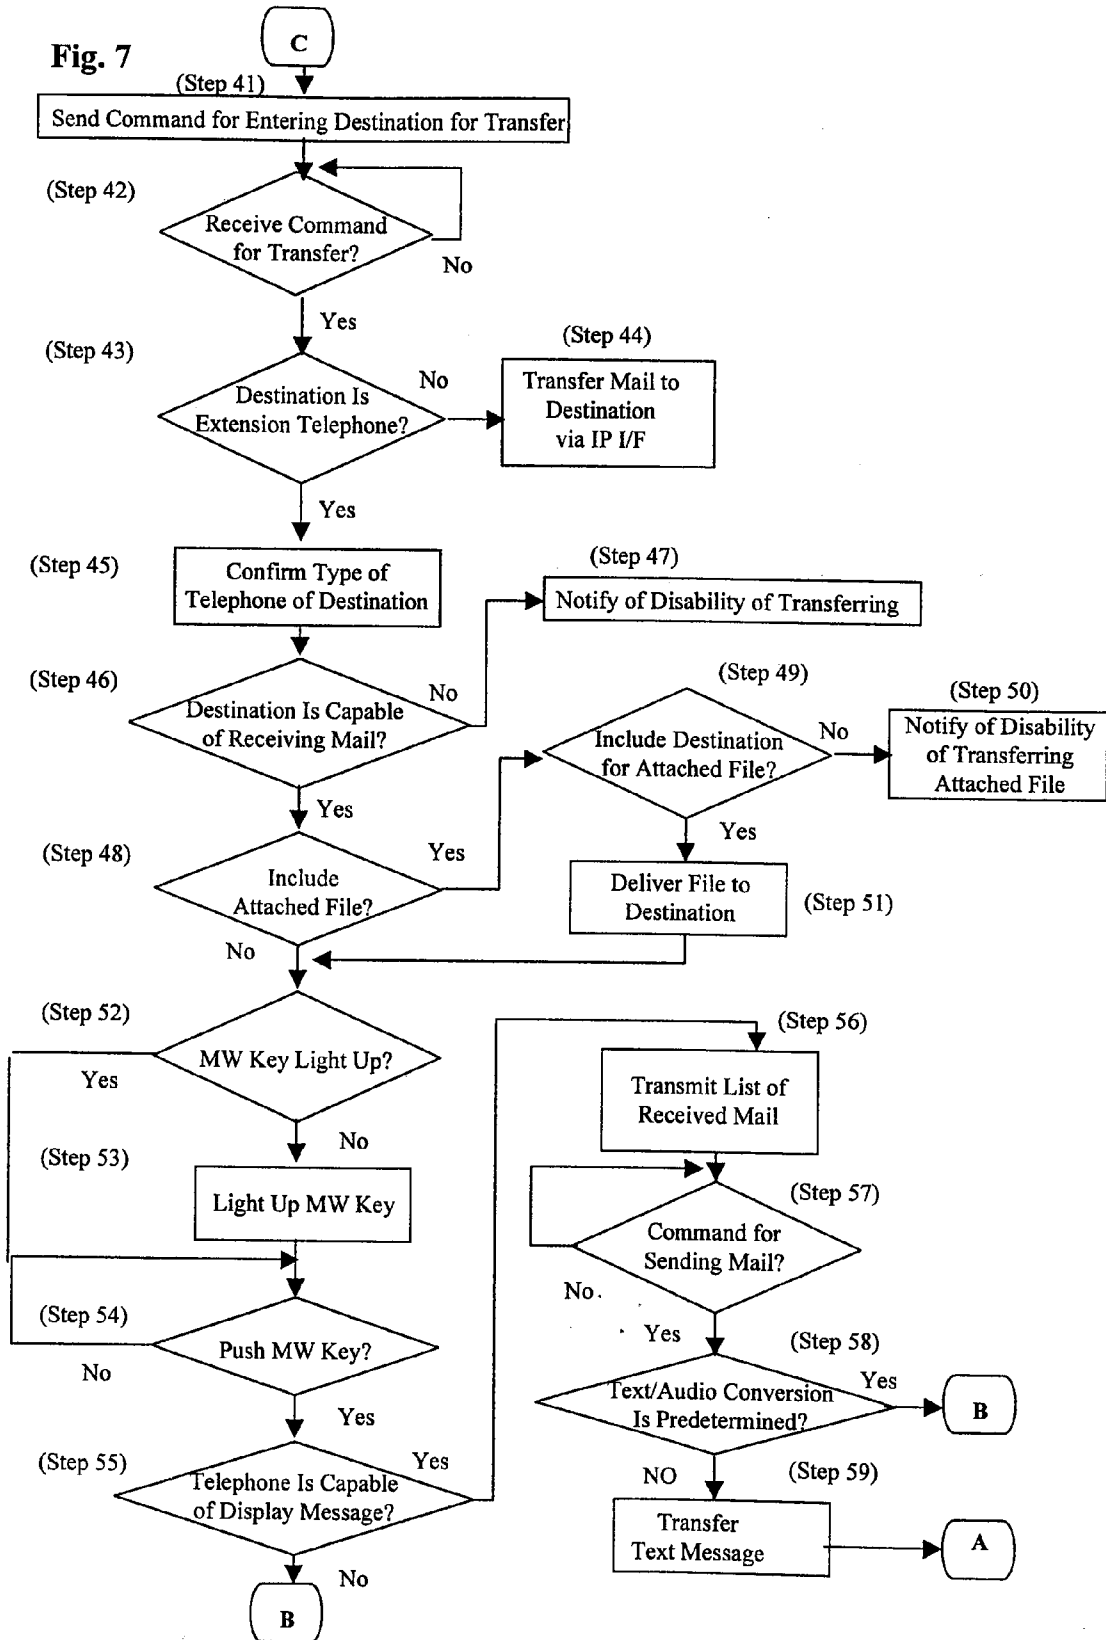 Fig. 7
C
(Step 41)
Send Command for Entering Destination for Transfer
(Step 42)
Receive Command
for Transfer?
No
Yes
(Step 43)
Destination Is
Extension Telephone?
No
(Step 44)
Transfer Mail to
Destination
via IP I/F
Yes
(Step 45)
Confirm Type of
Telephone of Destination
(Step 47)
Notify of Disability of Transferring
(Step 46)
Destination Is Capable
of Receiving Mail?
No
Yes
(Step 49)
Include Destination
for Attached File?
No
(Step 50)
Notify of Disability
of Transferring
Attached File
Yes
(Step 48)
Include
Attached File?
Yes
Deliver File to
Destination
(Step 51)
No
(Step 52)
MW Key Light Up?
Yes
No
(Step 53)
Light Up MW Key
(Step 54)
Push MW Key?
No
Yes
(Step 55)
Telephone Is Capable
of Display Message?
Yes
No
B
(Step 56)
Transmit List of
Received Mail
(Step 57)
Command for
Sending Mail?
No
Yes
(Step 58)
Text/Audio Conversion
Is Predetermined?
Yes
B
NO
(Step 59)
Transfer
Text Message
A